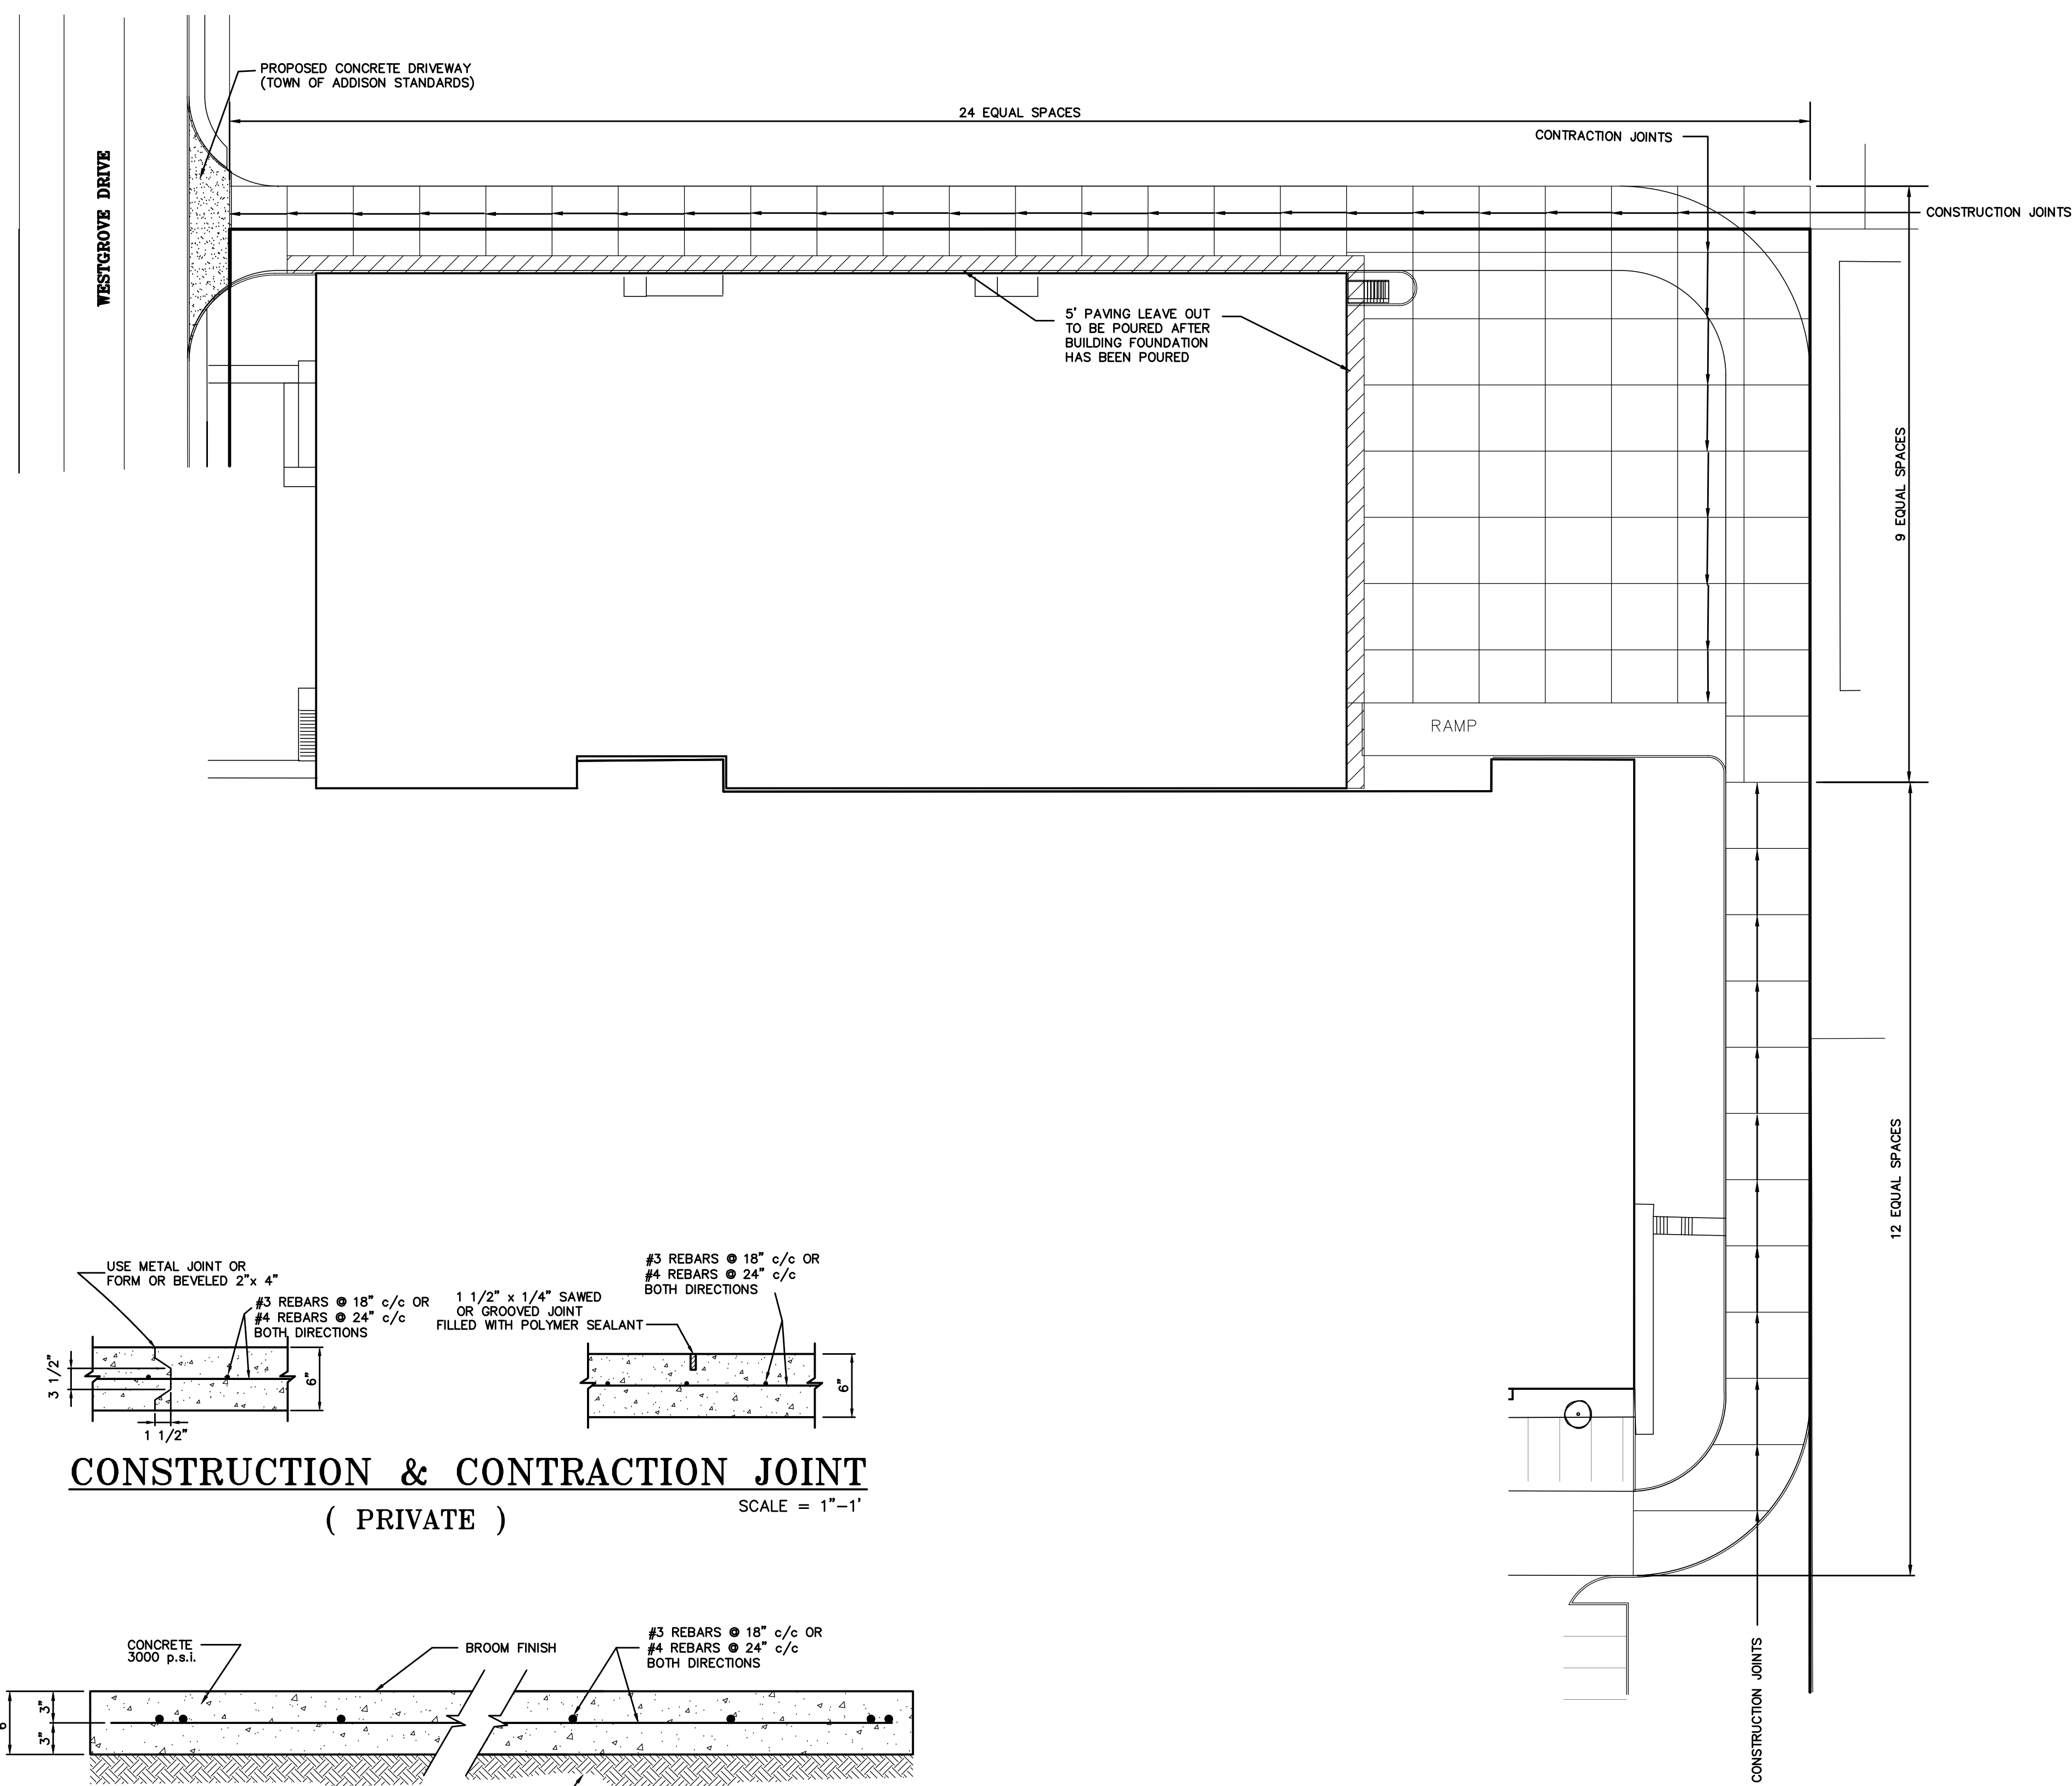 PROPOSED CONCRETE DRIVEWAY
(TOWN OF ADDISON STANDARDS)
24 EQUAL SPACES
CONTRACTION JOINTS
WESTGROVE DRIVE
CONSTRUCTION JOINTS
5' PAVING LEAVE OUT
TO BE POURED AFTER
BUILDING FOUNDATION
HAS BEEN POURED
9 EQUAL SPACES
RAMP
12 EQUAL SPACES
USE METAL JOINT OR
FORM OR BEVELED 2"x 4"
#3 REBARS @ 18" c/c OR
#4 REBARS @ 24" c/c
BOTH DIRECTIONS
3 1/2"
6"
1 1/2"
1 1/2" x 1/4" SAWED
OR GROOVED JOINT
FILLED WITH POLYMER SEALANT
#3 REBARS @ 18" c/c OR
#4 REBARS @ 24" c/c
BOTH DIRECTIONS
6"
CONSTRUCTION & CONTRACTION JOINT
( PRIVATE )
SCALE = 1"-1'
CONCRETE
3000 p.s.i.
BROOM FINISH
#3 REBARS @ 18" c/c OR
#4 REBARS @ 24" c/c
BOTH DIRECTIONS
3"
3"
CONSTRUCTION JOINTS